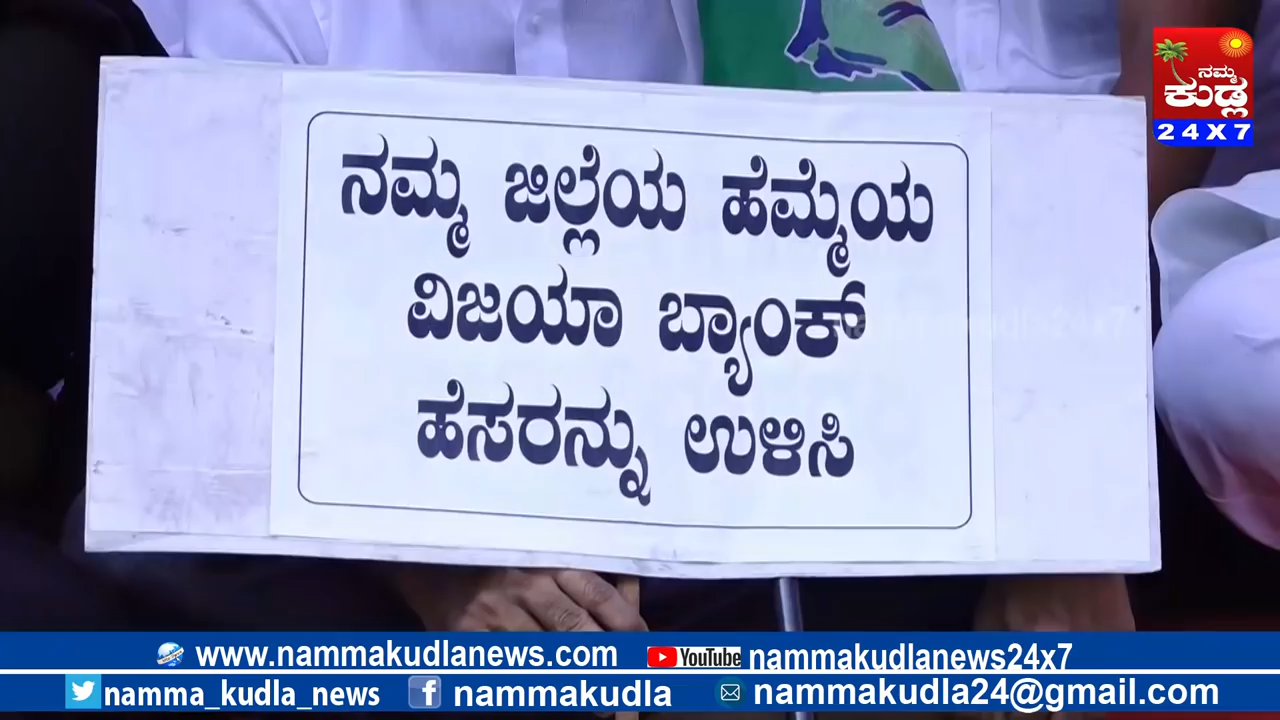 ನಮ್ಮ
ಕುಡ್ಲ
24X7
ನಮ್ಮ ಜಿಲ್ಲೆಯ ಹೆಮ್ಮೆಯ
ವಿಜಯಾ ಬ್ಯಾಂಕ್
ಹೆಸರನ್ನು ಉಳಿಸಿ
www.nammakudlanews.com YouTube nammakudlanews24x7
namma_kudla_news nammakudla nammakudla24@gmail.com